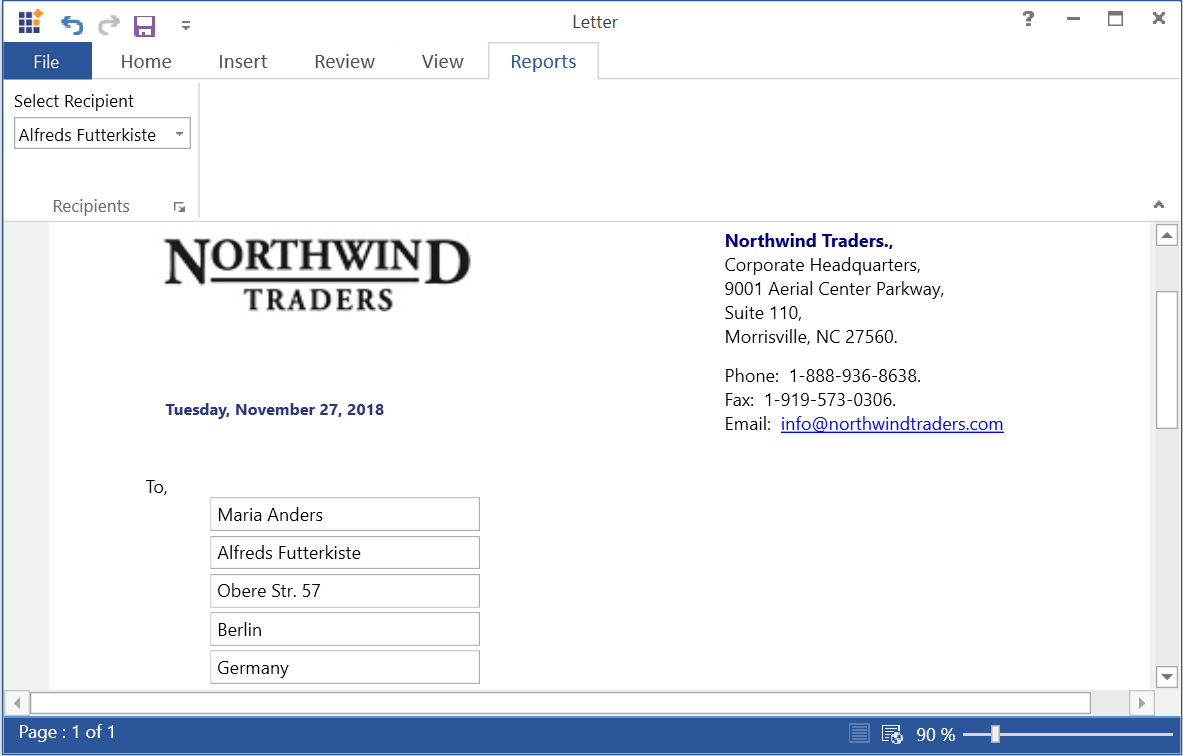 Letter
?
File Home Insert Review View Reports
Select Recipient
Alfreds Futterkiste
Recipients
NORTHWIND
TRADERS
Northwind Traders.,
Corporate Headquarters,
9001 Aerial Center Parkway,
Suite 110,
Morrisville, NC 27560.
Phone: 1-888-936-8638.
Fax: 1-919-573-0306.
Email: info@northwindtraders.com
Tuesday, November 27, 2018
To,
Maria Anders
Alfreds Futterkiste
Obere Str. 57
Berlin
Germany
Page : 1 of 1
90 %